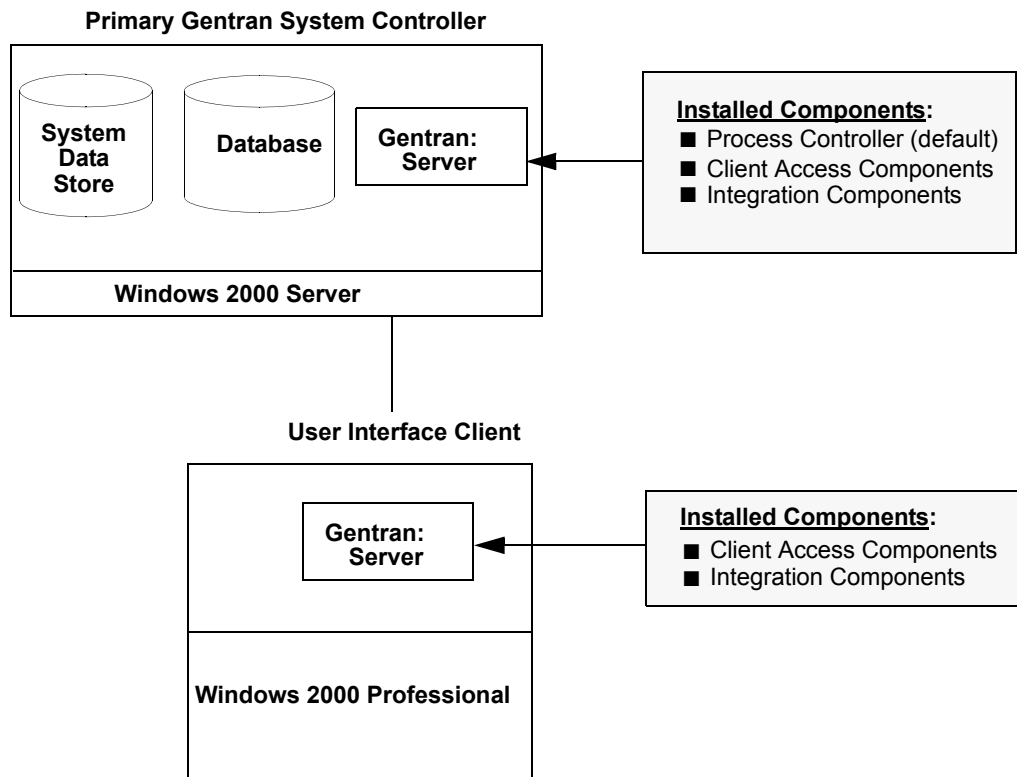 Primary Gentran System Controller
System
Data
Store
Database
Gentran:
Server
Installed Components:
■ Process Controller (default)
■ Client Access Components
■ Integration Components
Windows 2000 Server
User Interface Client
Gentran:
Server
Installed Components:
■ Client Access Components
■ Integration Components
Windows 2000 Professional